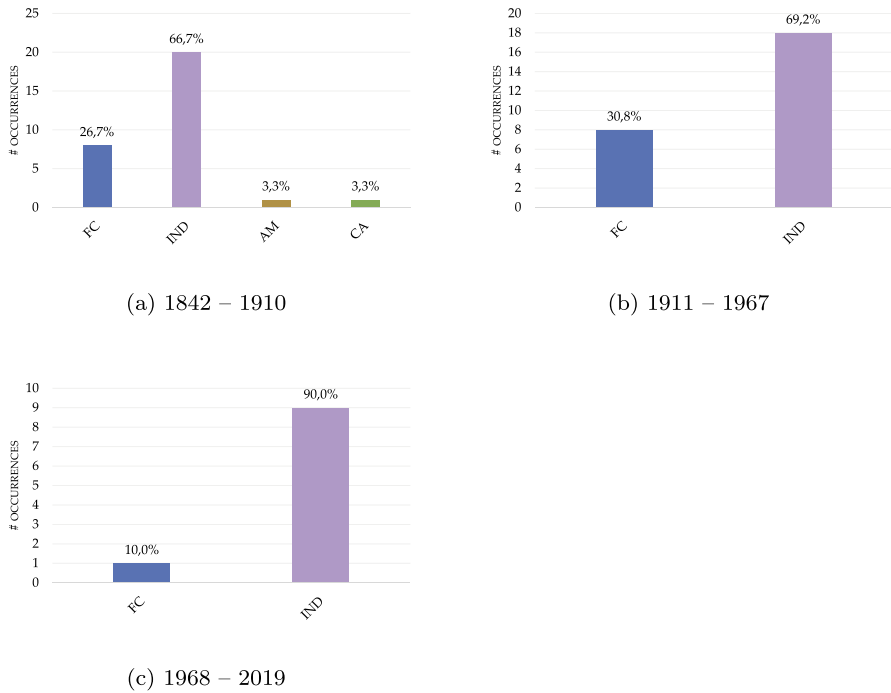 25
20
15
10
5
0
# OCCURRENCES
26,7%
66,7%
3,3%
3,3%
FC
IND
AM
CA
(a) 1842 – 1910
20
18
16
14
12
10
8
6
4
2
0
# OCCURRENCES
30,8%
69,2%
FC
IND
(b) 1911 – 1967
10
9
8
7
6
5
4
3
2
1
0
# OCCURRENCES
10,0%
90,0%
FC
IND
(c) 1968 – 2019